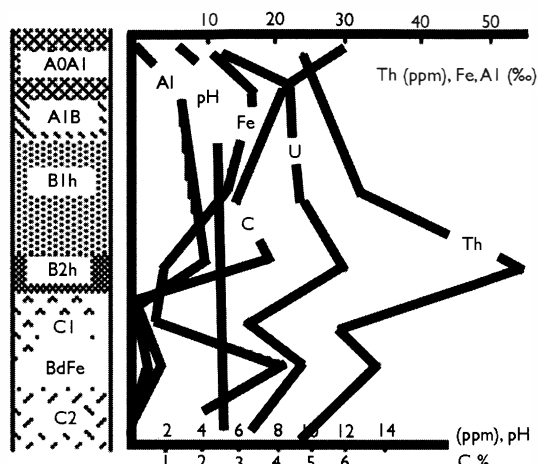 10 20 30 40 50
A0A1
Th (ppm), Fe, Al (‰)
Al
pH
A1B
Fe
U
B1h
C
Th
B2h
C1
BdFe
C2
2 4 6 8 10 12 14 (ppm), pH
1 2 3 4 5 6 C %